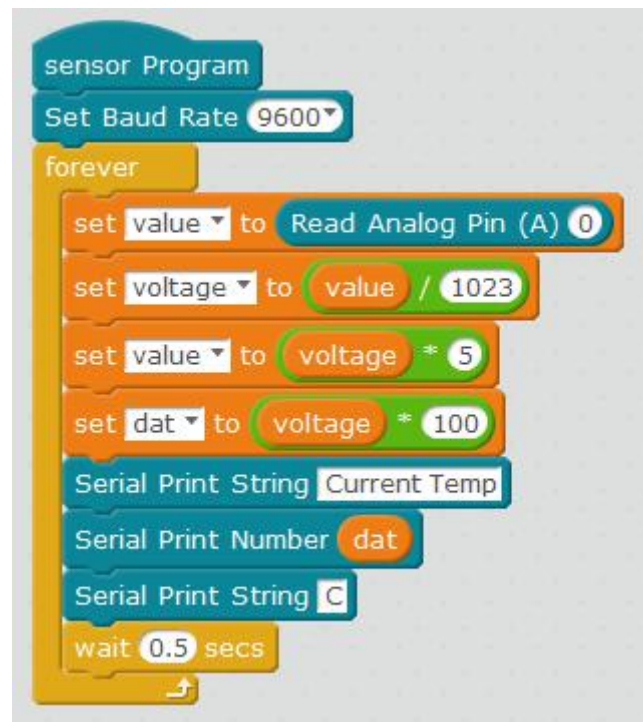 sensor Program
Set Baud Rate 9600
forever
set value to Read Analog Pin (A) 0
set voltage to value / 1023
set value to voltage * 5
set dat to voltage * 100
Serial Print String Current Temp
Serial Print Number dat
Serial Print String C
wait 0.5 secs